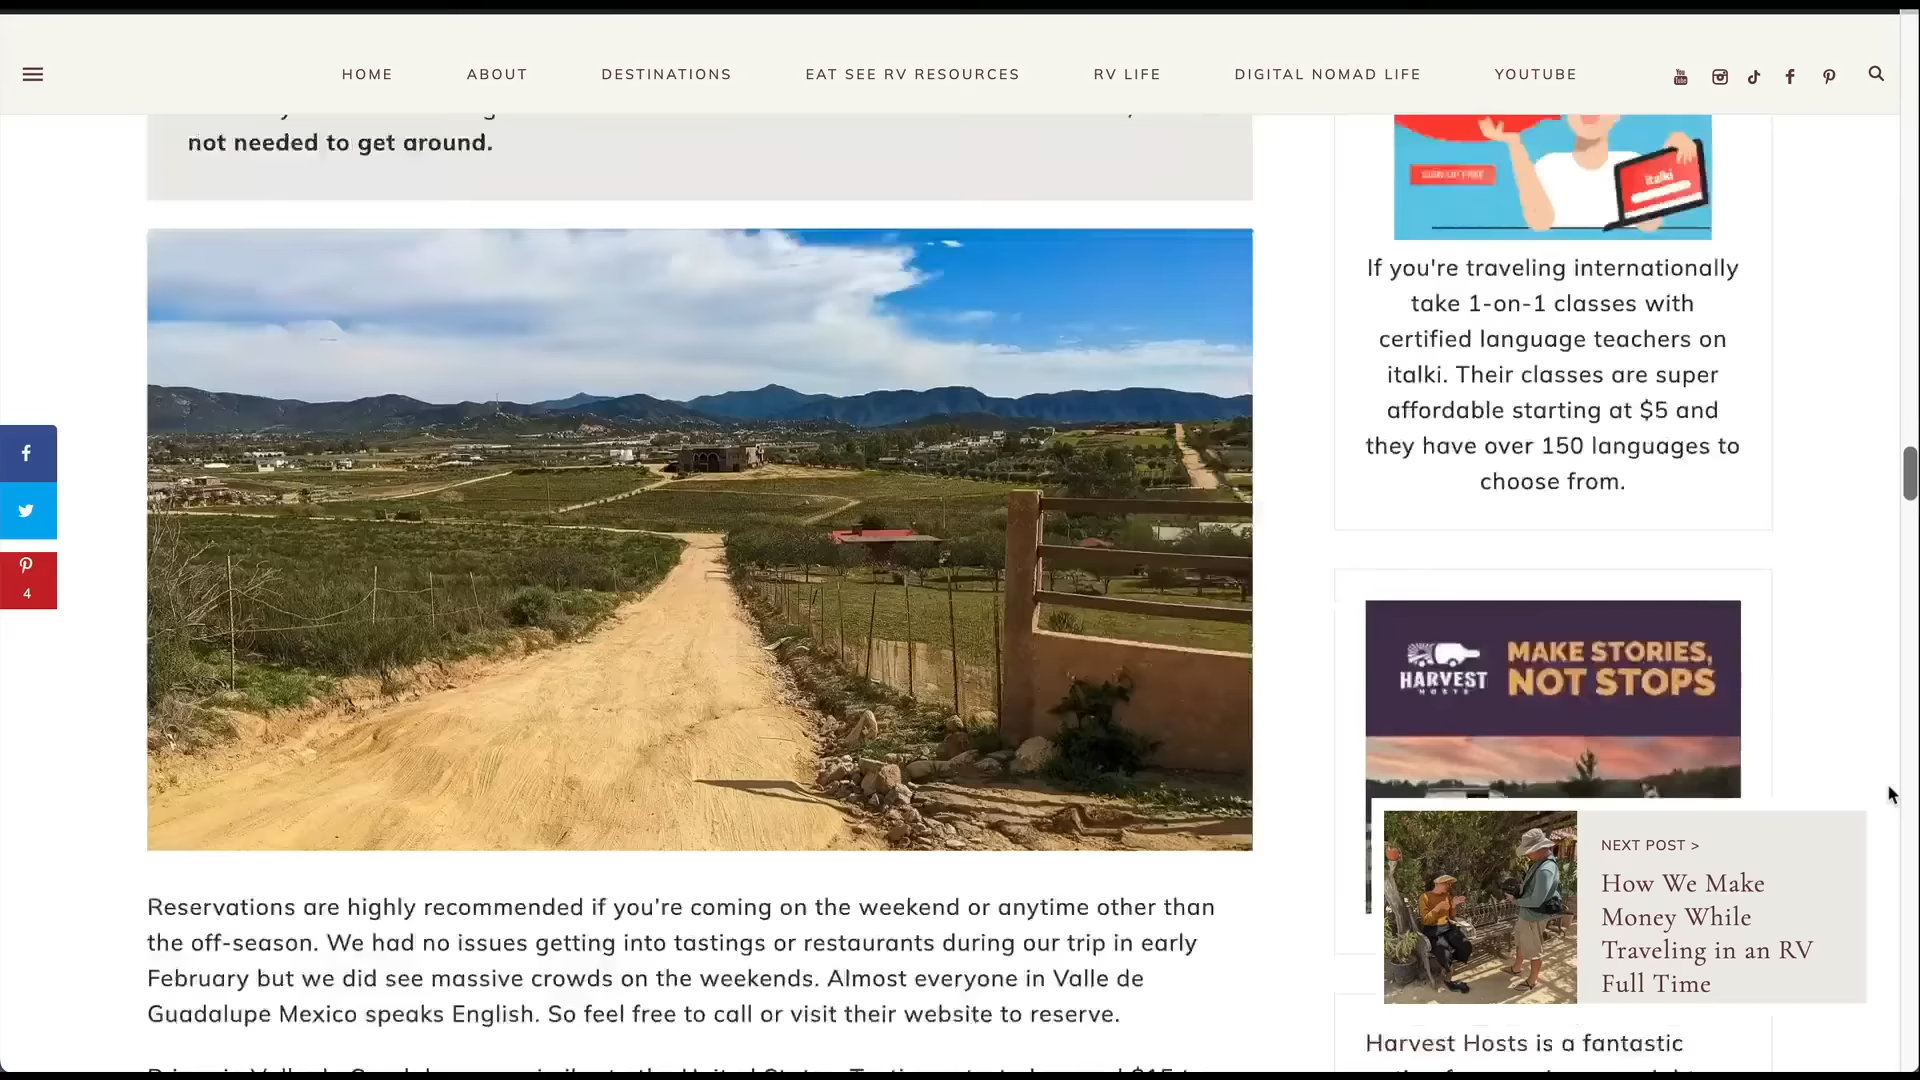 HOME ABOUT DESTINATIONS EAT SEE RV RESOURCES RV LIFE DIGITAL NOMAD LIFE YOUTUBE
not needed to get around.
SIGN UP FREE
italki
If you're traveling internationally
take 1-on-1 classes with
certified language teachers on
italki. Their classes are super
affordable starting at $5 and
they have over 150 languages to
choose from.
4
HARVEST
HOSTS
MAKE STORIES,
NOT STOPS
NEXT POST >
How We Make
Money While
Traveling in an RV
Full Time
Reservations are highly recommended if you're coming on the weekend or anytime other than
the off-season. We had no issues getting into tastings or restaurants during our trip in early
February but we did see massive crowds on the weekends. Almost everyone in Valle de
Guadalupe Mexico speaks English. So feel free to call or visit their website to reserve.
Harvest Hosts is a fantastic